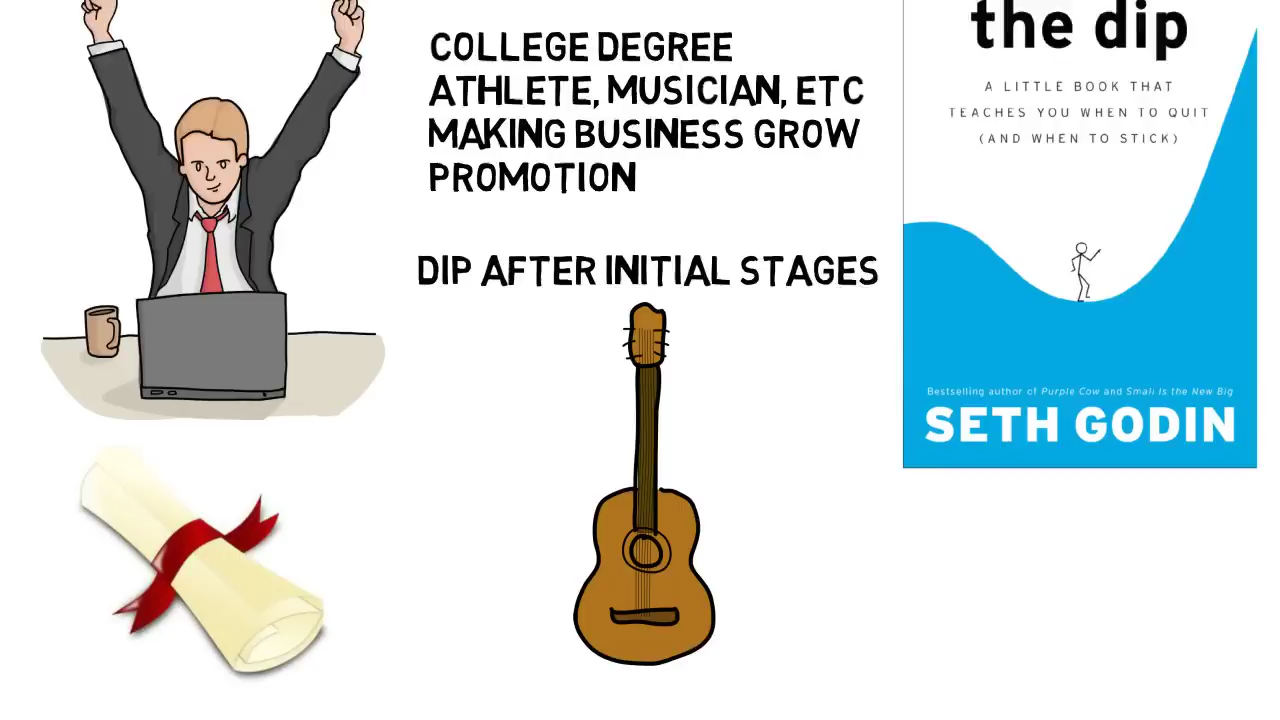 COLLEGE DEGREE
ATHLETE, MUSICIAN, ETC
MAKING BUSINESS GROW
PROMOTION
DIP AFTER INITIAL STAGES
the dip
A LITTLE BOOK THAT
TEACHES YOU WHEN TO QUIT
(AND WHEN TO STICK)
Bestselling author of Purple Cow and Small Is the New Big
SETH GODIN